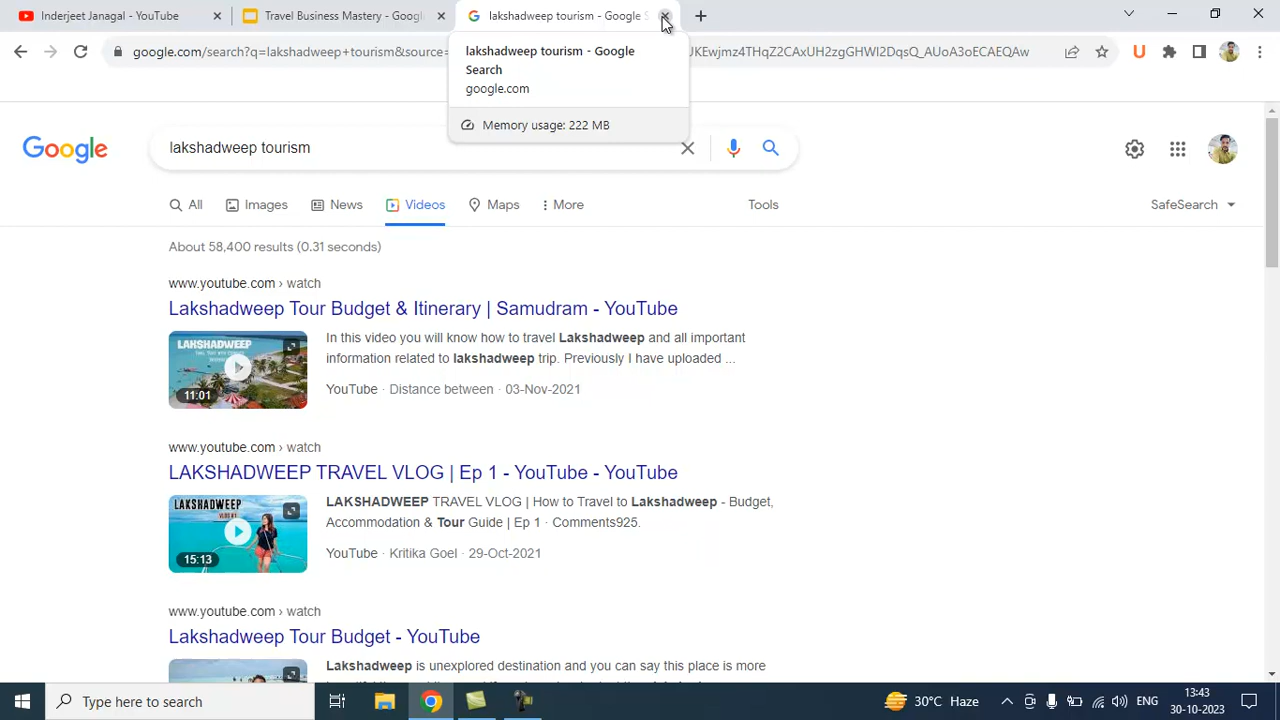 Inderjeet Janagal - YouTube
Travel Business Mastery - Googl
lakshadweep tourism - Google S
google.com/search?q=lakshadweep+tourism&source=
UKEwjmz4THqZ2CAxUH2zgGHWI2DqsQ_AUoA3oECAEQAw
lakshadweep tourism - Google
Search
google.com
Memory usage: 222 MB
Google
lakshadweep tourism
All
Images
News
Videos
Maps
More
Tools
SafeSearch
About 58,400 results (0.31 seconds)
www.youtube.com › watch
Lakshadweep Tour Budget & Itinerary | Samudram - YouTube
LAKSHADWEEP
11:01
In this video you will know how to travel Lakshadweep and all important
information related to lakshadweep trip. Previously I have uploaded ...
YouTube · Distance between · 03-Nov-2021
www.youtube.com › watch
LAKSHADWEEP TRAVEL VLOG | Ep 1 - YouTube - YouTube
LAKSHADWEEP
15:13
LAKSHADWEEP TRAVEL VLOG | How to Travel to Lakshadweep - Budget,
Accommodation & Tour Guide | Ep 1 · Comments925.
YouTube · Kritika Goel · 29-Oct-2021
www.youtube.com › watch
Lakshadweep Tour Budget - YouTube
Lakshadweep is unexplored destination and you can say this place is more
Type here to search
30°C Haze
ENG
13:43
30-10-2023